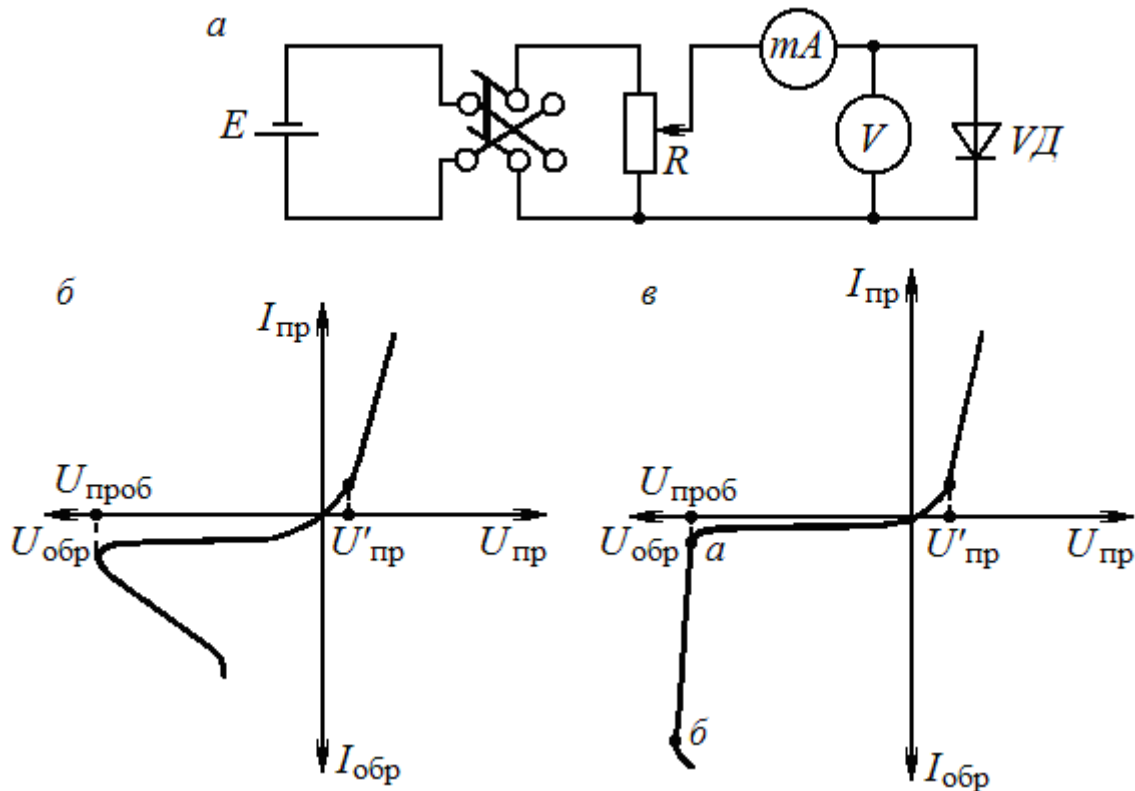 а
E
R
mA
V
VД
б
Iпр
Uпроб
Uобр
U'пр
Uпр
Iобр
в
Iпр
Uпроб
Uобр
а
U'пр
Uпр
б
Iобр